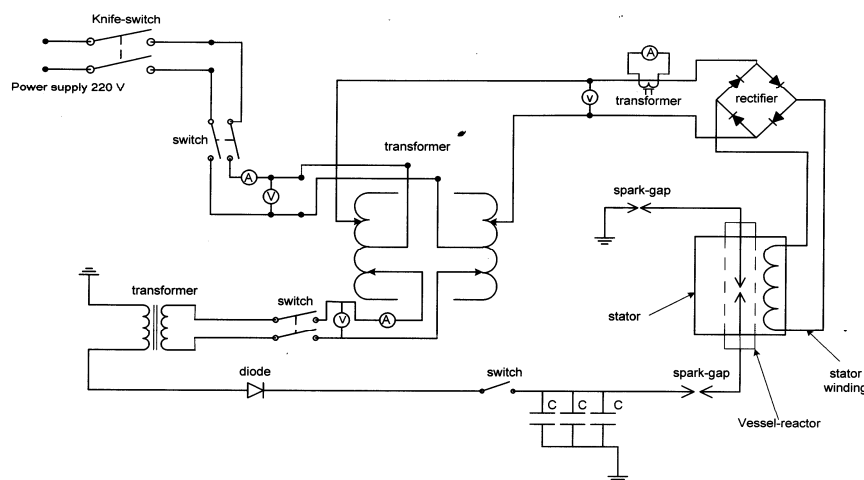 Knife-switch
Power supply 220 V
A
transformer
v
rectifier
switch
transformer
A
V
spark-gap
transformer
switch
V
A
stator
diode
switch
spark-gap
stator
winding
C
C
C
Vessel-reactor